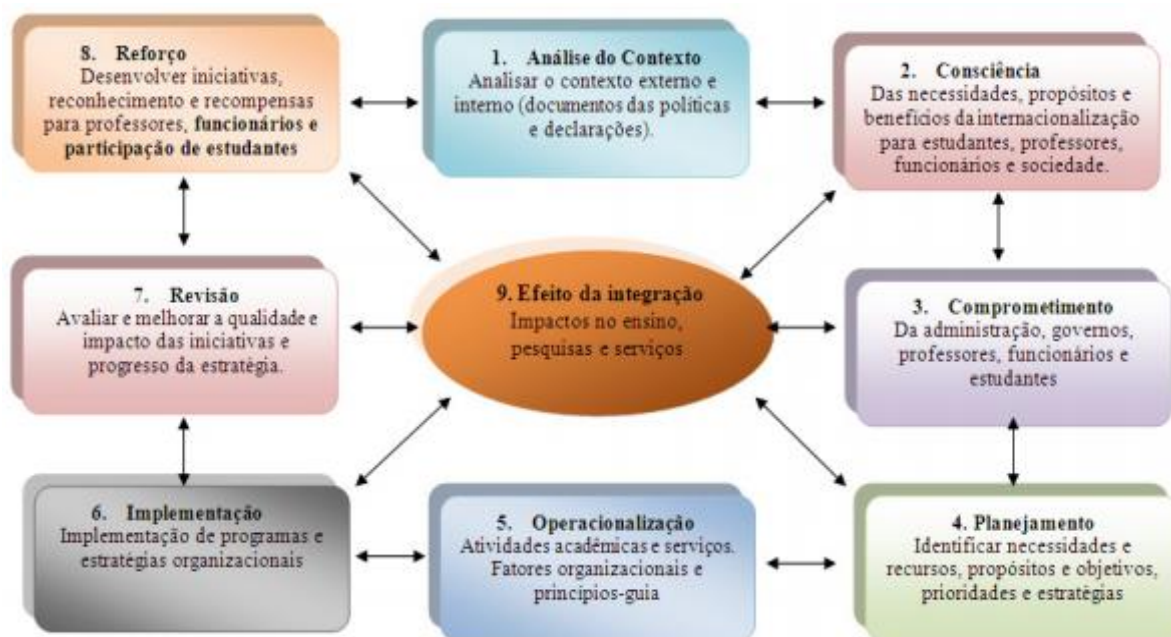 8. Reforço
Desenvolver iniciativas,
reconhecimento e recompensas
para professores, funcionários e
participação de estudantes
1. Análise do Contexto
Analisar o contexto externo e
interno (documentos das políticas
e declarações).
2. Consciência
Das necessidades, propósitos e
benefícios da internacionalização
para estudantes, professores,
funcionários e sociedade.
7. Revisão
Avaliar e melhorar a qualidade e
impacto das iniciativas e
progresso da estratégia.
9. Efeito da integração
Impactos no ensino,
pesquisas e serviços
3. Comprometimento
Da administração, governos,
professores, funcionários e
estudantes
6. Implementação
Implementação de programas e
estratégias organizacionais
5. Operacionalização
Atividades acadêmicas e serviços.
Fatores organizacionais e
princípios-guia
4. Planejamento
Identificar necessidades e
recursos, propósitos e objetivos,
prioridades e estratégias